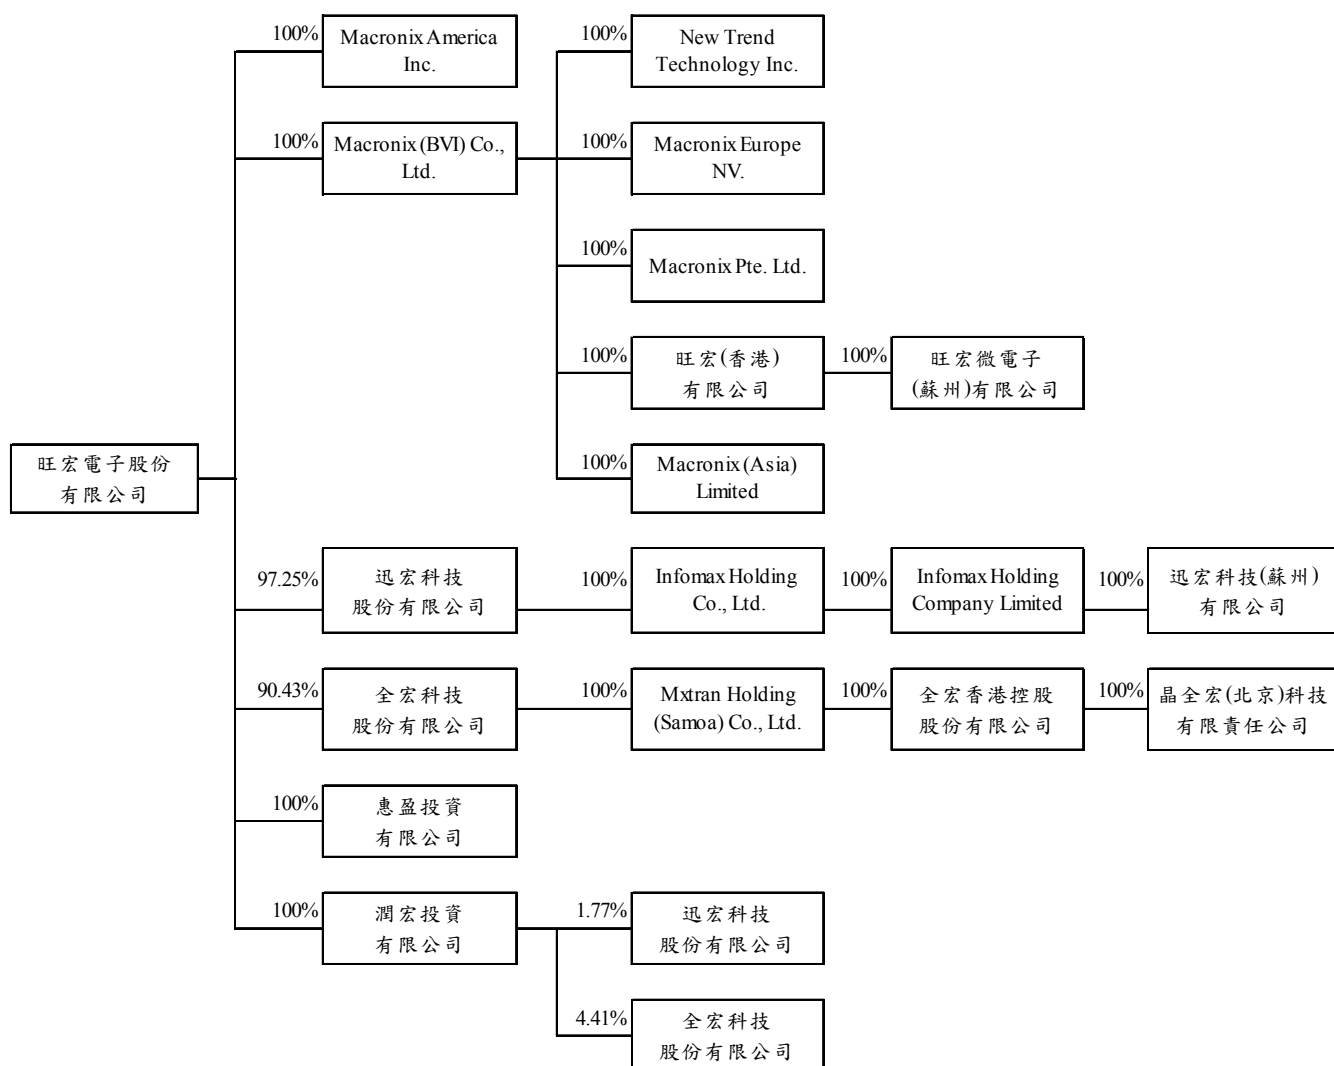 100%
Macronix America
Inc.
100%
New Trend
Technology Inc.
100%
Macronix (BVI) Co.,
Ltd.
100%
Macronix Europe
NV.
100%
Macronix Pte. Ltd.
100%
旺宏(香港)
有限公司
100%
旺宏微電子
(蘇州)有限公司
旺宏電子股份
有限公司
100%
Macronix (Asia)
Limited
97.25%
迅宏科技
股份有限公司
100%
Infomax Holding
Co., Ltd.
100%
Infomax Holding
Company Limited
100%
迅宏科技(蘇州)
有限公司
90.43%
全宏科技
股份有限公司
100%
Mxtran Holding
(Samoa) Co., Ltd.
100%
全宏香港控股
股份有限公司
100%
晶全宏(北京)科技
有限責任公司
100%
惠盈投資
有限公司
100%
潤宏投資
有限公司
1.77%
迅宏科技
股份有限公司
4.41%
全宏科技
股份有限公司